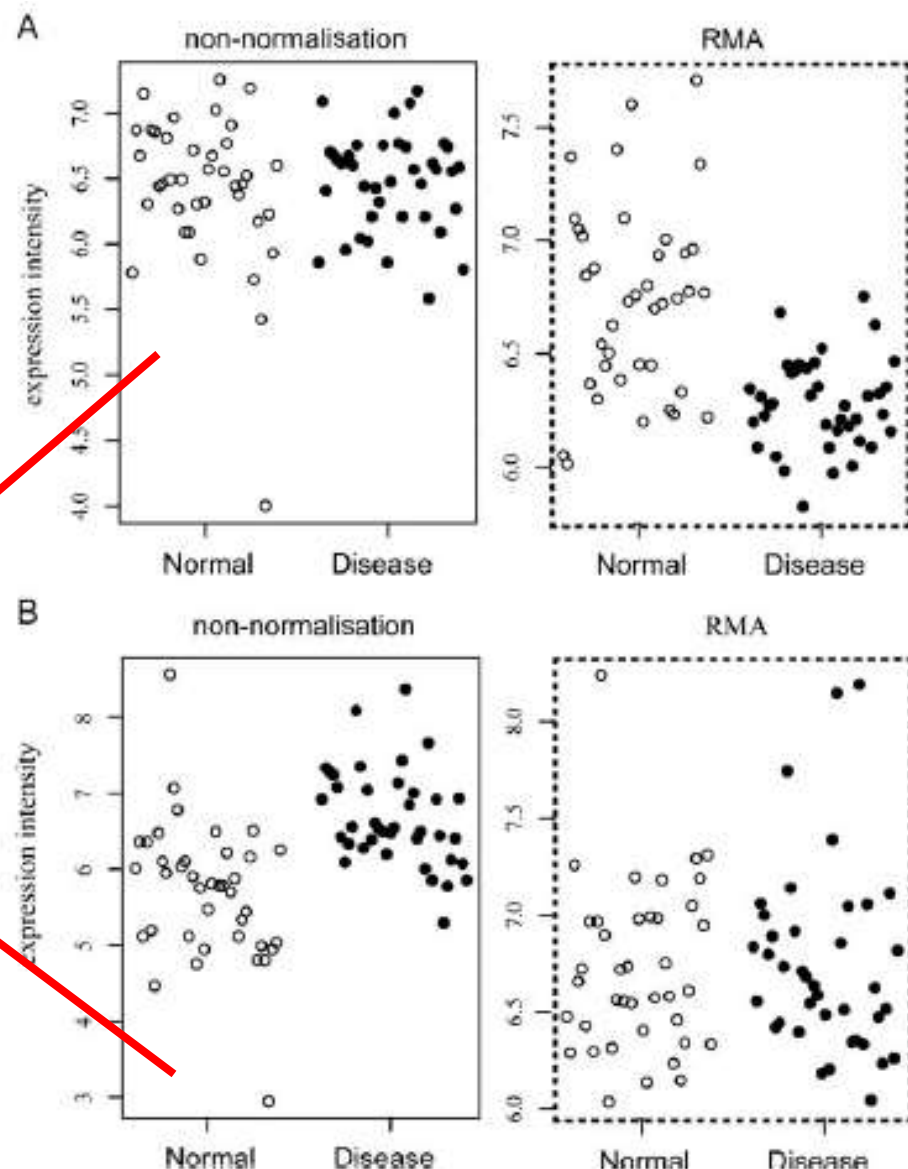 A
non-normalisation
RMA
expression intensity
7.0
6.5
6.0
5.5
5.0
4.5
4.0
7.5
7.0
6.5
6.0
Normal
Disease
Normal
Disease
B
non-normalisation
RMA
expression intensity
8
7
6
5
4
3
8.0
7.5
7.0
6.5
6.0
Normal
Disease
Normal
Disease